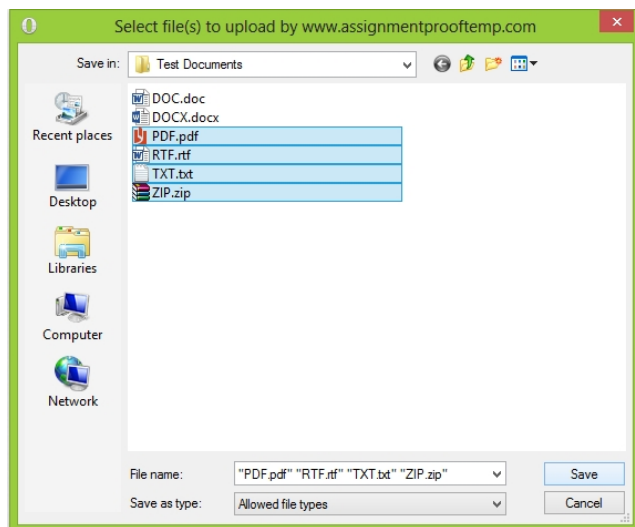 Select file(s) to upload by www.assignmentprooftemp.com
Save in: Test Documents
DOC.doc
DOCX.docx
Recent places
PDF.pdf
RTF.rtf
TXT.txt
ZIP.zip
Desktop
Libraries
Computer
Network
File name: "PDF.pdf" "RTF.rtf" "TXT.txt" "ZIP.zip" Save
Save as type: Allowed file types Cancel